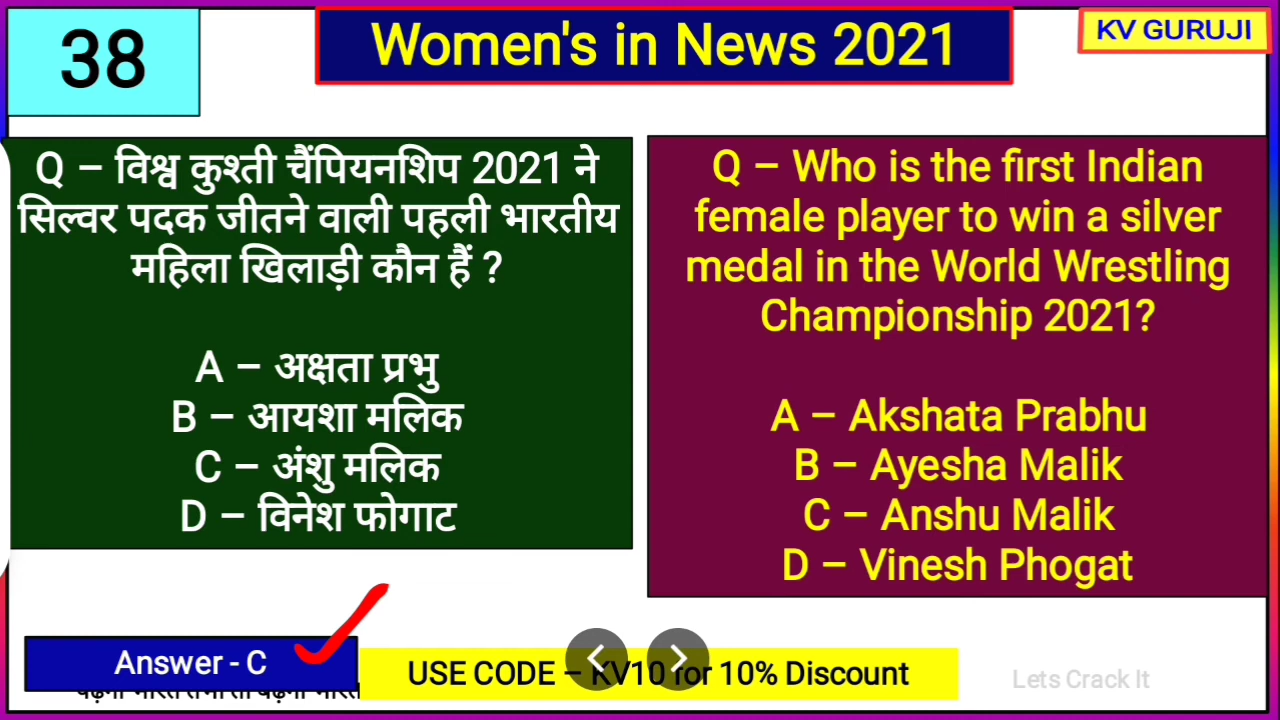 38
Women's in News 2021
KV GURUJI
Q – विश्व कुश्ती चैंपियनशिप 2021 ने
सिल्वर पदक जीतने वाली पहली भारतीय
महिला खिलाड़ी कौन हैं ?
A – अक्षता प्रभु
B – आयशा मलिक
C – अंशु मलिक
D – विनेश फोगाट
Q – Who is the first Indian
female player to win a silver
medal in the World Wrestling
Championship 2021?
A – Akshata Prabhu
B – Ayesha Malik
C – Anshu Malik
D – Vinesh Phogat
Answer - C
USE CODE – KV10 for 10% Discount
Lets Crack It